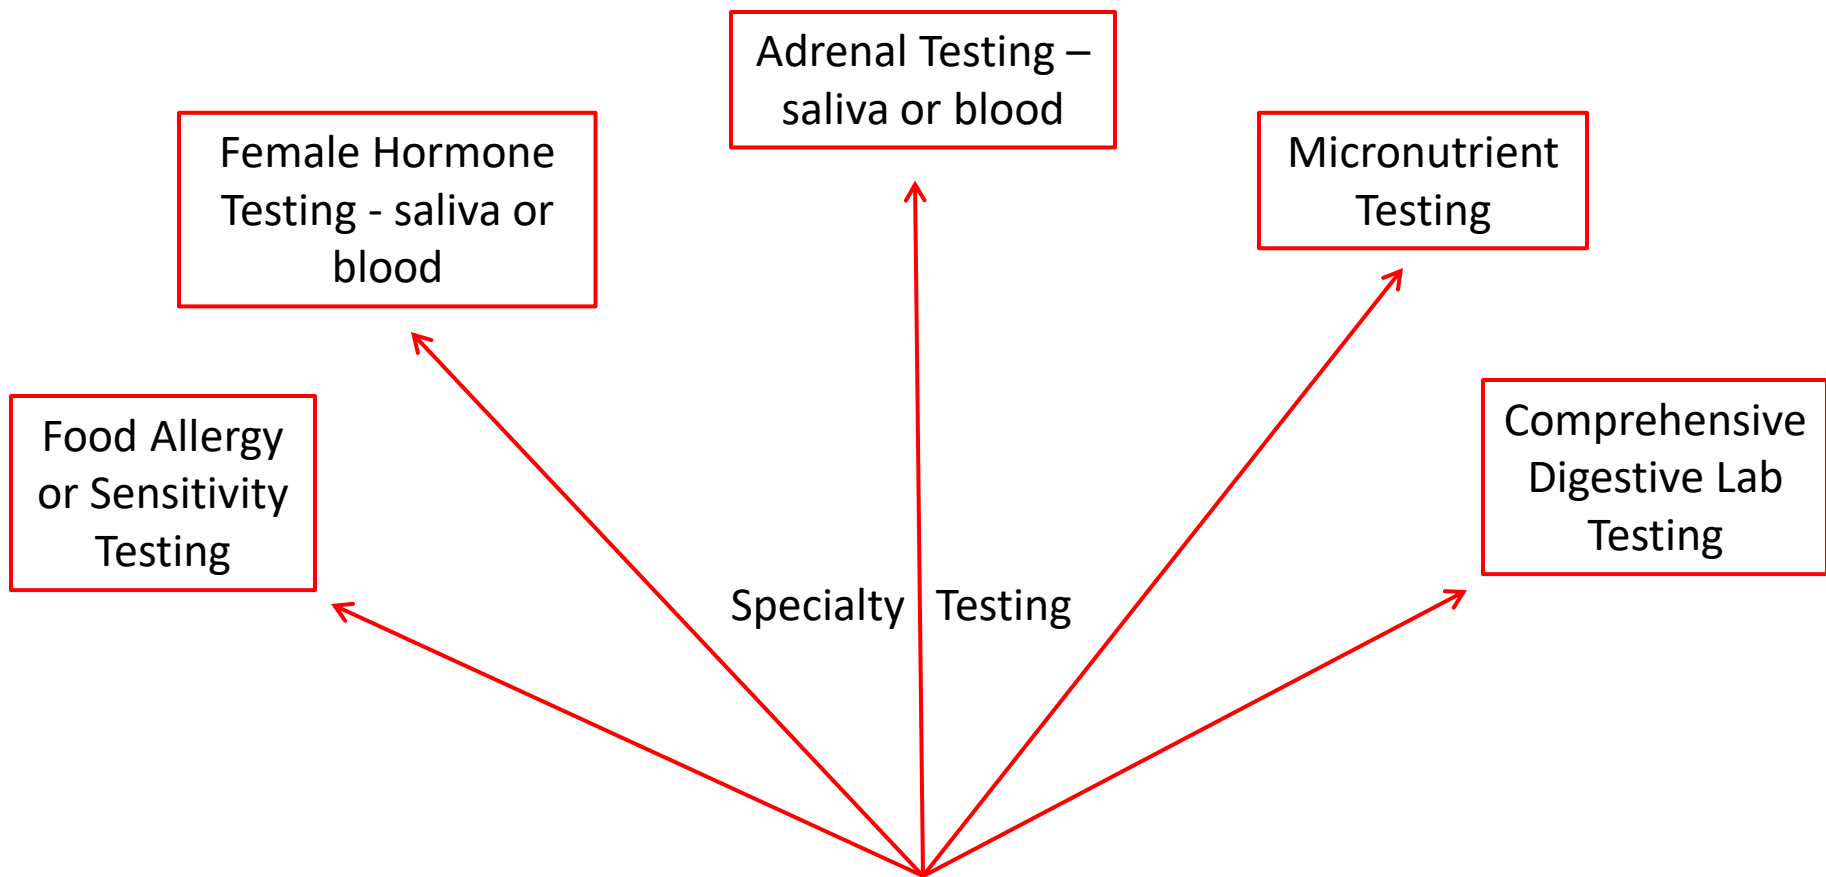 Adrenal Testing –
saliva or blood
Female Hormone
Testing - saliva or
blood
Micronutrient
Testing
Food Allergy
or Sensitivity
Testing
Comprehensive
Digestive Lab
Testing
Specialty Testing